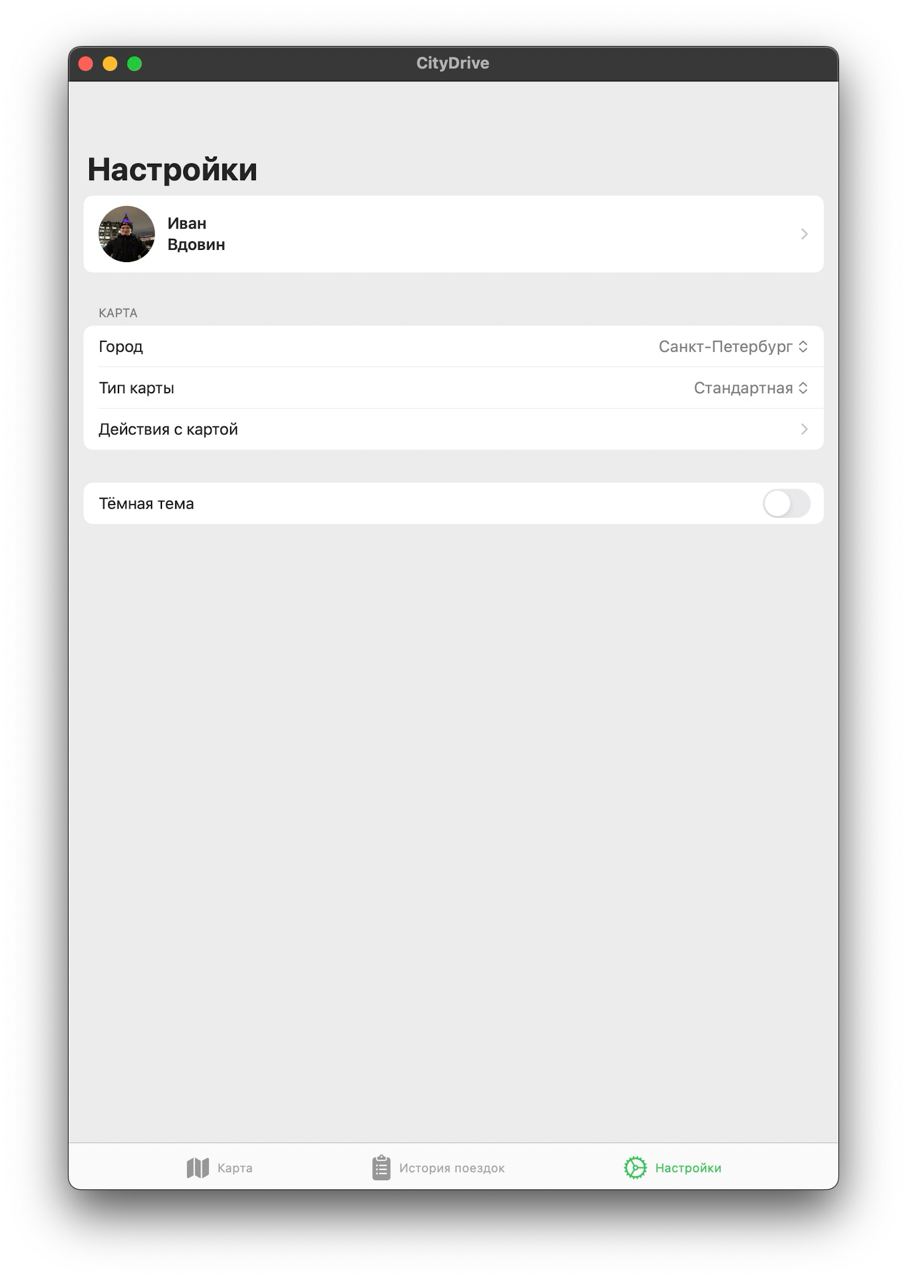 CityDrive
Настройки
Иван
Вдовин
КАРТА
Город Санкт-Петербург
Тип карты Стандартная
Действия с картой
Тёмная тема
Карта История поездок Настройки